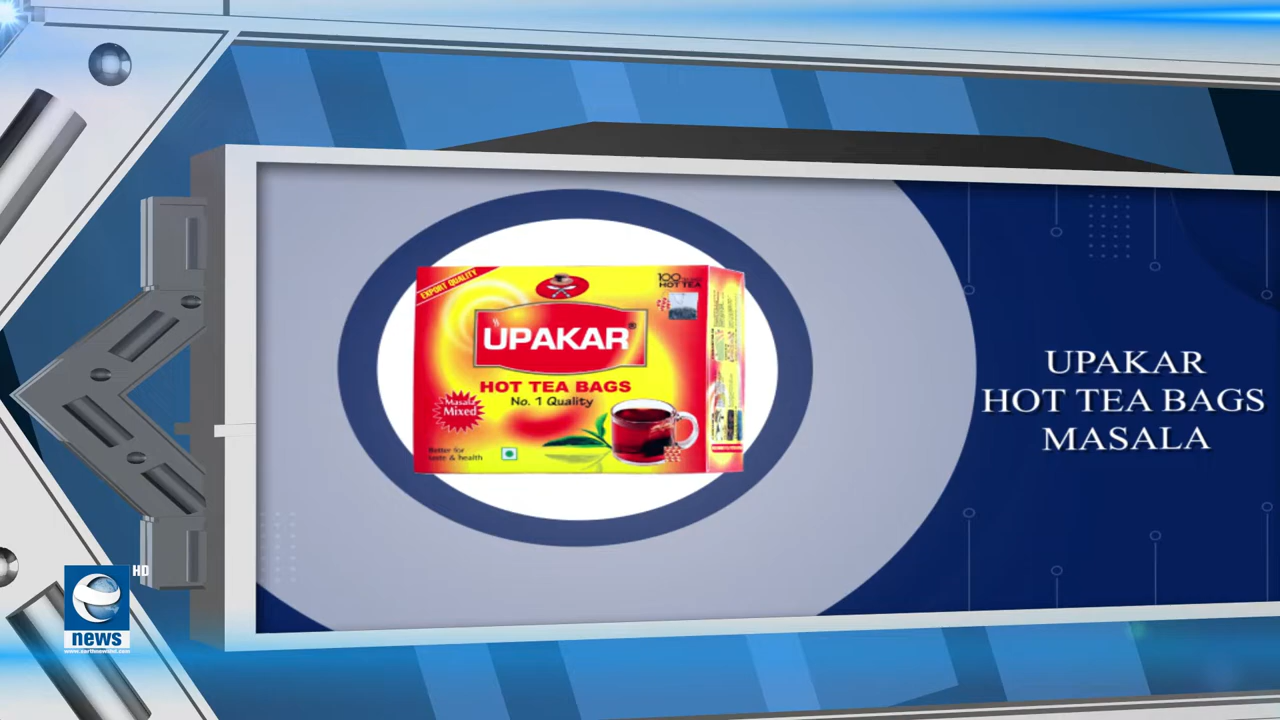 EXPORT QUALITY
100
HOT TEA
UPAKAR®
HOT TEA BAGS
No. 1 Quality
Masala
Mixed
Better for
taste & health
UPAKAR
HOT TEA BAGS
MASALA
HD
e
news